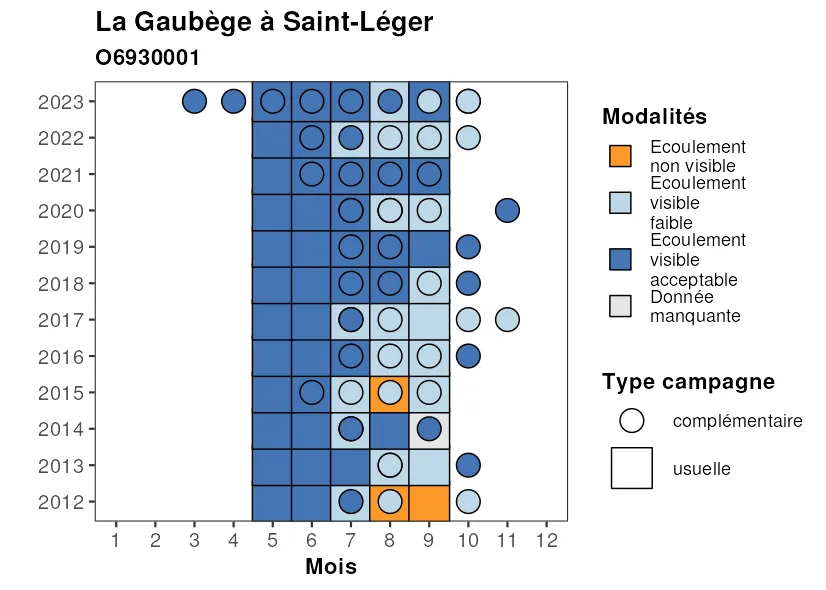 La Gaubège à Saint-Léger
O6930001
2023
2022
2021
2020
2019
2018
2017
2016
2015
2014
2013
2012
1 2 3 4 5 6 7 8 9 10 11 12
Mois
Modalités
Ecoulement
non visible
Ecoulement
visible
faible
Ecoulement
visible
acceptable
Donnée
manquante
Type campagne
complémentaire
usuelle